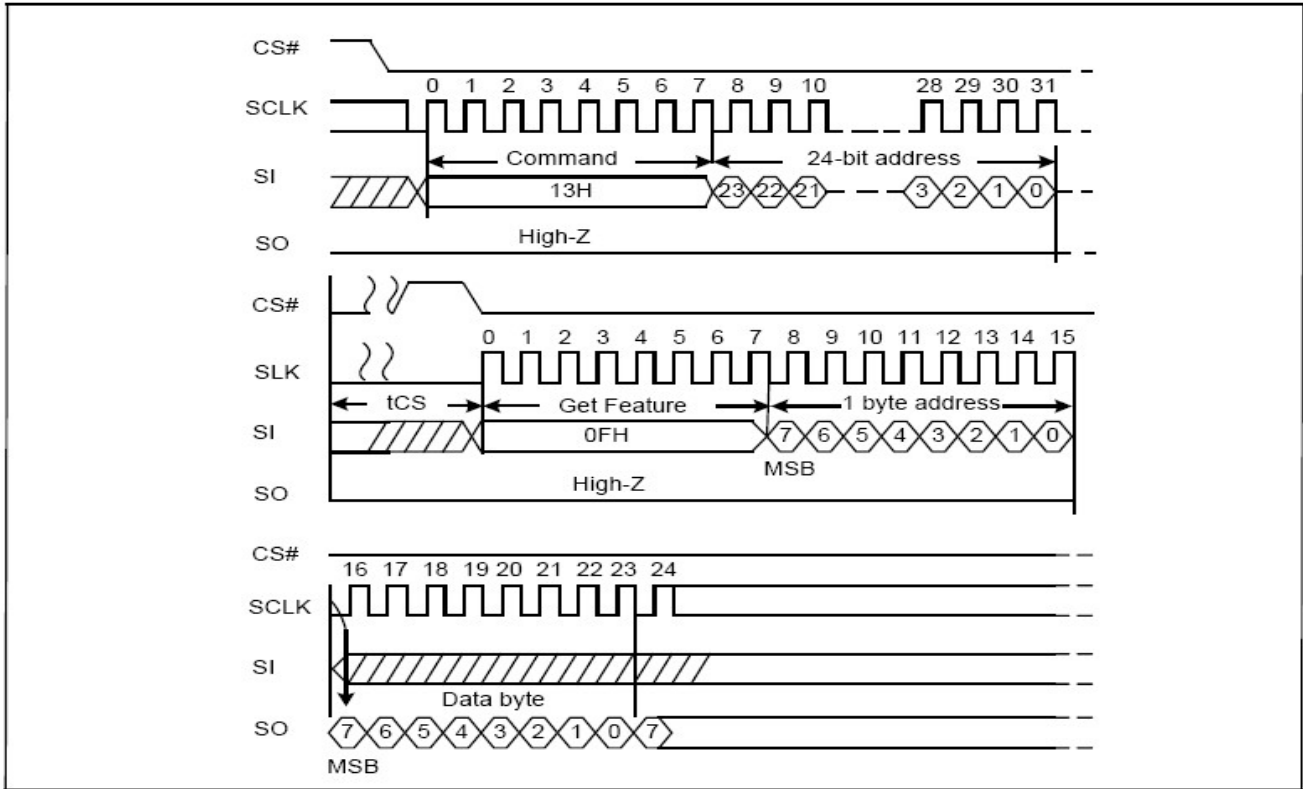 CS#
0 1 2 3 4 5 6 7 8 9 10 28 29 30 31
SCLK
Command 24-bit address
SI
13H 23 22 21 3 2 1 0
High-Z
SO
CS#
0 1 2 3 4 5 6 7 8 9 10 11 12 13 14 15
SLK
tCS Get Feature 1 byte address
SI
0FH 7 6 5 4 3 2 1 0
MSB
High-Z
SO
CS#
16 17 18 19 20 21 22 23 24
SCLK
SI
Data byte
SO 7 6 5 4 3 2 1 0 7
MSB